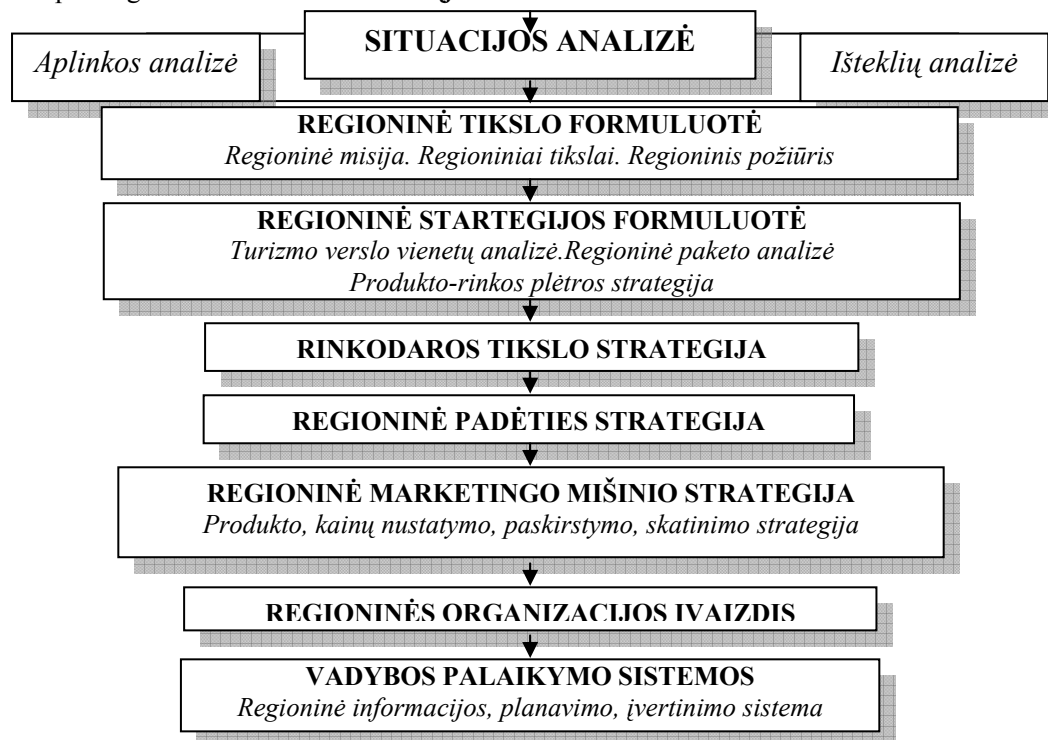 SITUACIJOS ANALIZĖ
Aplinkos analizė
Išteklių analizė
REGIONINĖ TIKSLO FORMULUOTĖ
Regioninė misija. Regioniniai tikslai. Regioninis požiūris
REGIONINĖ STARTEGIJOS FORMULUOTĖ
Turizmo verslo vienetų analizė.Regioninė paketo analizė
Produkto-rinkos plėtros strategija
RINKODAROS TIKSLO STRATEGIJA
REGIONINĖ PADĖTIES STRATEGIJA
REGIONINĖ MARKETINGO MIŠINIO STRATEGIJA
Produkto, kainų nustatymo, paskirstymo, skatinimo strategija
REGIONINĖS ORGANIZACIJOS IVAIZDIS
VADYBOS PALAIKYMO SISTEMOS
Regioninė informacijos, planavimo, įvertinimo sistema